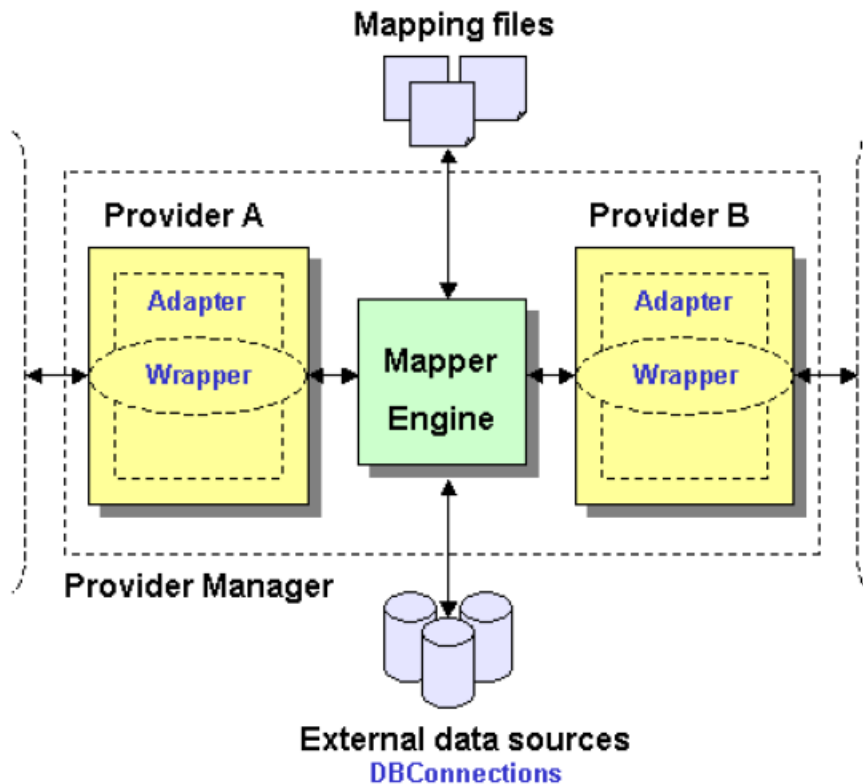 Mapping files
Provider A
Provider B
Adapter
Adapter
Wrapper
Mapper
Engine
Wrapper
Provider Manager
External data sources
DBConnections